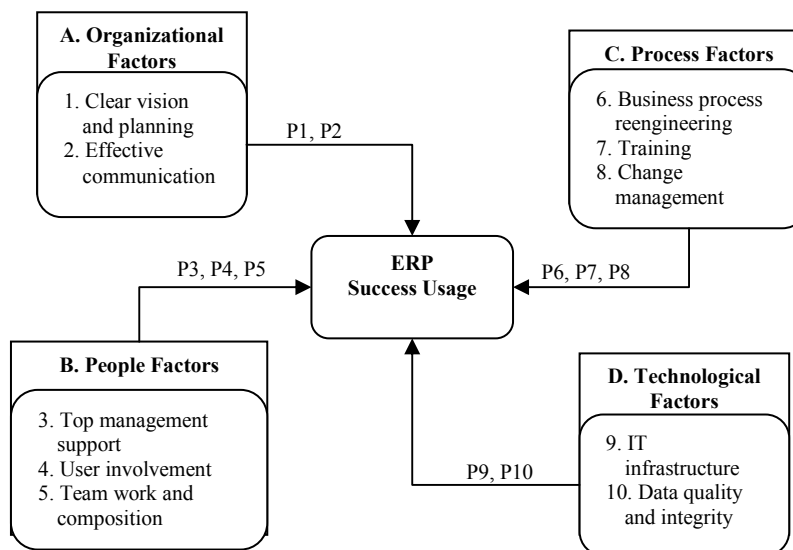 A. Organizational
Factors
1. Clear vision
and planning
2. Effective
communication
P1, P2
C. Process Factors
6. Business process
reengineering
7. Training
8. Change
management
ERP
Success Usage
P3, P4, P5
P6, P7, P8
B. People Factors
3. Top management
support
4. User involvement
5. Team work and
composition
D. Technological
Factors
9. IT
infrastructure
10. Data quality
and integrity
P9, P10